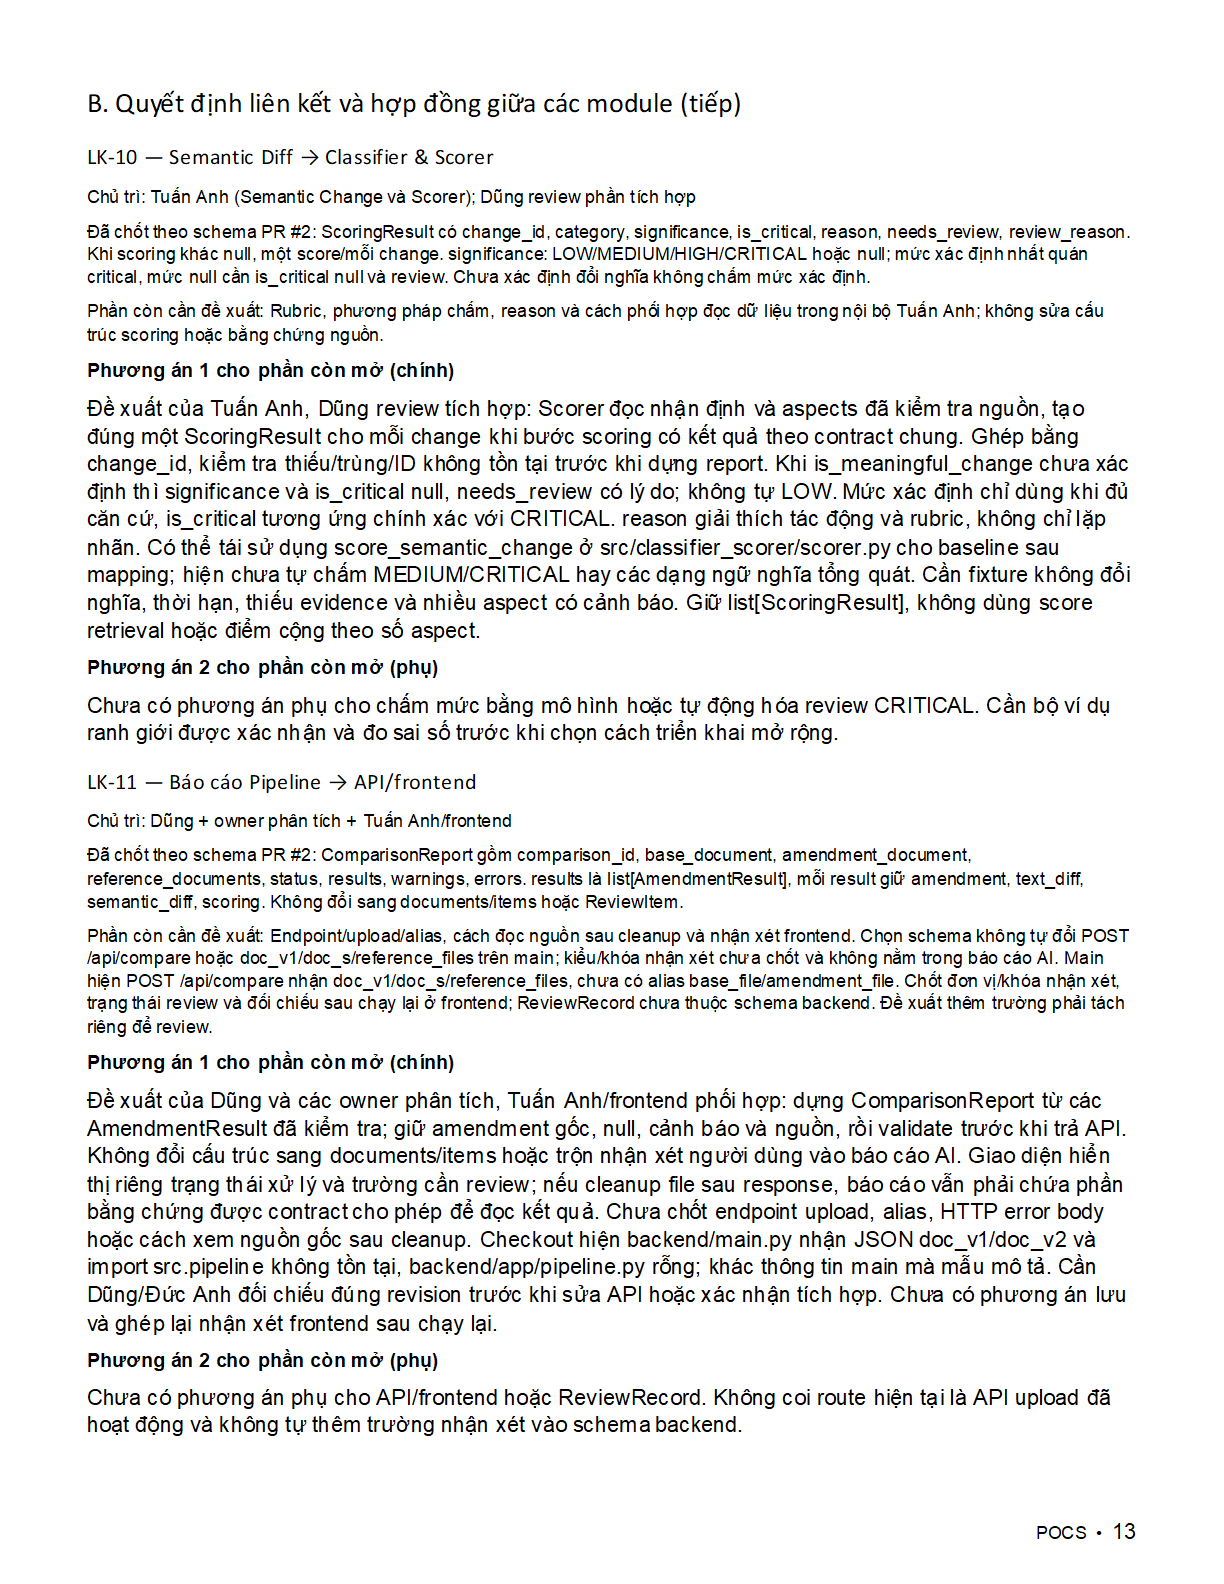 B. Quyết định liên kết và hợp đồng giữa các module (tiếp)
LK-10 — Semantic Diff → Classifier & Scorer
Chủ trì: Tuấn Anh (Semantic Change và Scorer); Dũng review phần tích hợp
Đã chốt theo schema PR #2: ScoringResult có change_id, category, significance, is_critical, reason, needs_review, review_reason.
Khi scoring khác null, một score/mỗi change. significance: LOW/MEDIUM/HIGH/CRITICAL hoặc null; mức xác định nhất quán
critical, mức null cần is_critical null và review. Chưa xác định đổi nghĩa không chấm mức xác định.
Phần còn cần đề xuất: Rubric, phương pháp chấm, reason và cách phối hợp đọc dữ liệu trong nội bộ Tuấn Anh; không sửa cấu
trúc scoring hoặc bằng chứng nguồn.
Phương án 1 cho phần còn mở (chính)
Đề xuất của Tuấn Anh, Dũng review tích hợp: Scorer đọc nhận định và aspects đã kiểm tra nguồn, tạo
đúng một ScoringResult cho mỗi change khi bước scoring có kết quả theo contract chung. Ghép bằng
change_id, kiểm tra thiếu/trùng/ID không tồn tại trước khi dựng report. Khi is_meaningful_change chưa xác
định thì significance và is_critical null, needs_review có lý do; không tự LOW. Mức xác định chỉ dùng khi đủ
căn cứ, is_critical tương ứng chính xác với CRITICAL. reason giải thích tác động và rubric, không chỉ lặp
nhãn. Có thể tái sử dụng score_semantic_change ở src/classifier_scorer/scorer.py cho baseline sau
mapping; hiện chưa tự chấm MEDIUM/CRITICAL hay các dạng ngữ nghĩa tổng quát. Cần fixture không đổi
nghĩa, thời hạn, thiếu evidence và nhiều aspect có cảnh báo. Giữ list[ScoringResult], không dùng score
retrieval hoặc điểm cộng theo số aspect.
Phương án 2 cho phần còn mở (phụ)
Chưa có phương án phụ cho chấm mức bằng mô hình hoặc tự động hóa review CRITICAL. Cần bộ ví dụ
ranh giới được xác nhận và đo sai số trước khi chọn cách triển khai mở rộng.
LK-11 — Báo cáo Pipeline → API/frontend
Chủ trì: Dũng + owner phân tích + Tuấn Anh/frontend
Đã chốt theo schema PR #2: ComparisonReport gồm comparison_id, base_document, amendment_document,
reference_documents, status, results, warnings, errors. results là list[AmendmentResult], mỗi result giữ amendment, text_diff,
semantic_diff, scoring. Không đổi sang documents/items hoặc ReviewItem.
Phần còn cần đề xuất: Endpoint/upload/alias, cách đọc nguồn sau cleanup và nhận xét frontend. Chọn schema không tự đổi POST
/api/compare hoặc doc_v1/doc_s/reference_files trên main; kiểu/khóa nhận xét chưa chốt và không nằm trong báo cáo AI. Main
hiện POST /api/compare nhận doc_v1/doc_s/reference_files, chưa có alias base_file/amendment_file. Chốt đơn vị/khóa nhận xét,
trạng thái review và đối chiếu sau chạy lại ở frontend; ReviewRecord chưa thuộc schema backend. Đề xuất thêm trường phải tách
riêng để review.
Phương án 1 cho phần còn mở (chính)
Đề xuất của Dũng và các owner phân tích, Tuấn Anh/frontend phối hợp: dựng ComparisonReport từ các
AmendmentResult đã kiểm tra; giữ amendment gốc, null, cảnh báo và nguồn, rồi validate trước khi trả API.
Không đổi cấu trúc sang documents/items hoặc trộn nhận xét người dùng vào báo cáo AI. Giao diện hiển
thị riêng trạng thái xử lý và trường cần review; nếu cleanup file sau response, báo cáo vẫn phải chứa phần
bằng chứng được contract cho phép để đọc kết quả. Chưa chốt endpoint upload, alias, HTTP error body
hoặc cách xem nguồn gốc sau cleanup. Checkout hiện backend/main.py nhận JSON doc_v1/doc_v2 và
import src.pipeline không tồn tại, backend/app/pipeline.py rỗng; khác thông tin main mà mẫu mô tả. Cần
Dũng/Đức Anh đối chiếu đúng revision trước khi sửa API hoặc xác nhận tích hợp. Chưa có phương án lưu
và ghép lại nhận xét frontend sau chạy lại.
Phương án 2 cho phần còn mở (phụ)
Chưa có phương án phụ cho API/frontend hoặc ReviewRecord. Không coi route hiện tại là API upload đã
hoạt động và không tự thêm trường nhận xét vào schema backend.
POCS • 13